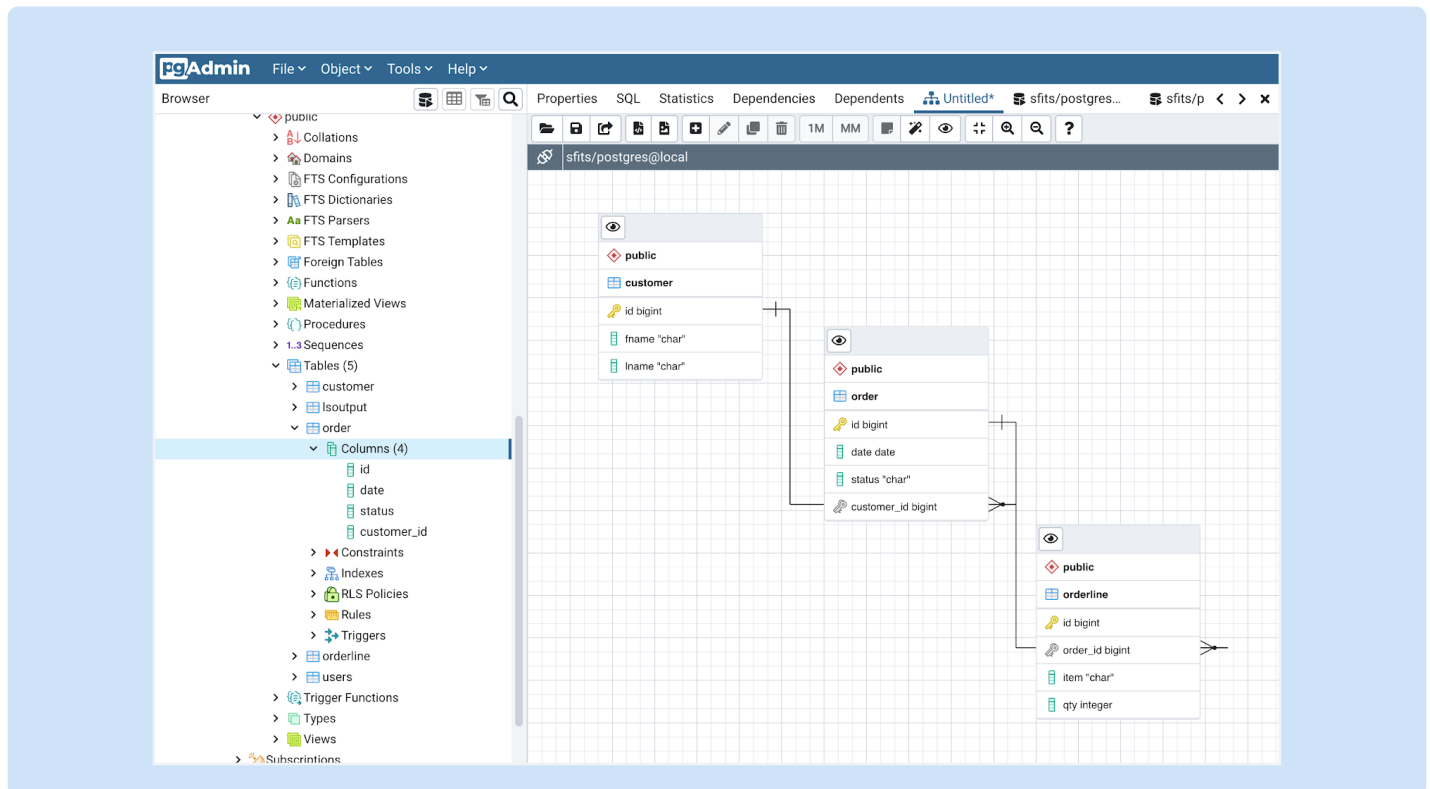 pgAdmin File Object Tools Help
Browser
Properties SQL Statistics Dependencies Dependents Untitled* sfits/postgres... sfits/p
1M MM ?
sfits/postgres@local
public
Collations
Domains
FTS Configurations
FTS Dictionaries
Aa FTS Parsers
FTS Templates
Foreign Tables
Functions
Materialized Views
Procedures
1..3 Sequences
Tables (5)
customer
lsoutput
order
Columns (4)
id
date
status
customer_id
Constraints
Indexes
RLS Policies
Rules
Triggers
orderline
users
Trigger Functions
Types
Views
Subscriptions
public
customer
id bigint
fname "char"
lname "char"
public
order
id bigint
date date
status "char"
customer_id bigint
public
orderline
id bigint
order_id bigint
item "char"
qty integer